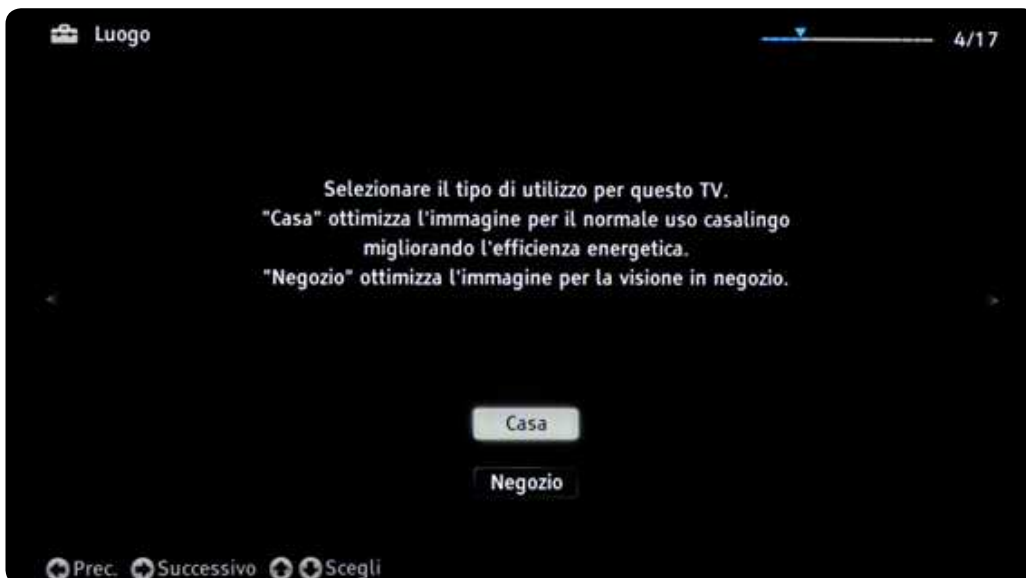 Luogo
4/17
Selezionare il tipo di utilizzo per questo TV.
"Casa" ottimizza l'immagine per il normale uso casalingo
migliorando l'efficienza energetica.
"Negozio" ottimizza l'immagine per la visione in negozio.
Casa
Negozio
Prec. Successivo Scegli